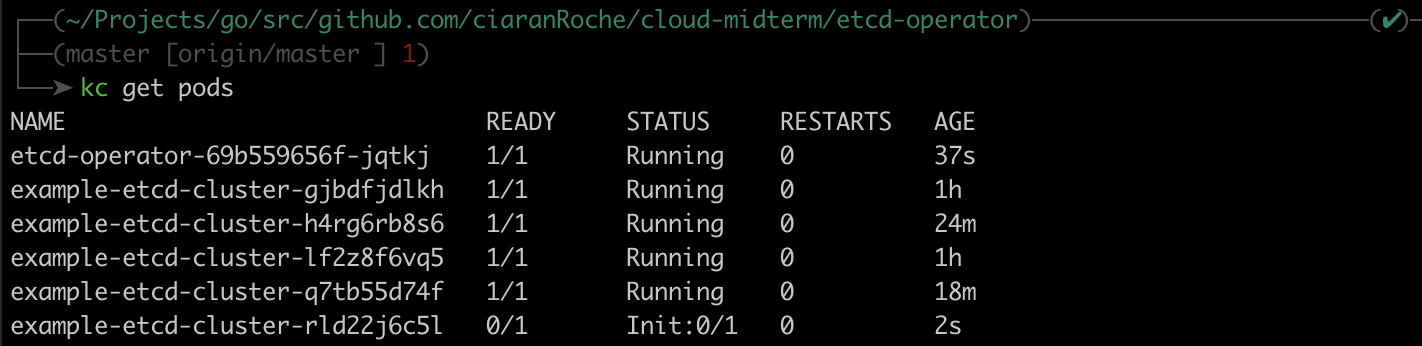 (~/Projects/go/src/github.com/ciaranRoche/cloud-midterm/etcd-operator) (✔)
(master [origin/master ] 1)
➤ kc get pods
NAME READY STATUS RESTARTS AGE
etcd-operator-69b559656f-jqtkj 1/1 Running 0 37s
example-etcd-cluster-gjbdfjdlkh 1/1 Running 0 1h
example-etcd-cluster-h4rg6rb8s6 1/1 Running 0 24m
example-etcd-cluster-lf2z8f6vq5 1/1 Running 0 1h
example-etcd-cluster-q7tb55d74f 1/1 Running 0 18m
example-etcd-cluster-rld22j6c5l 0/1 Init:0/1 0 2s